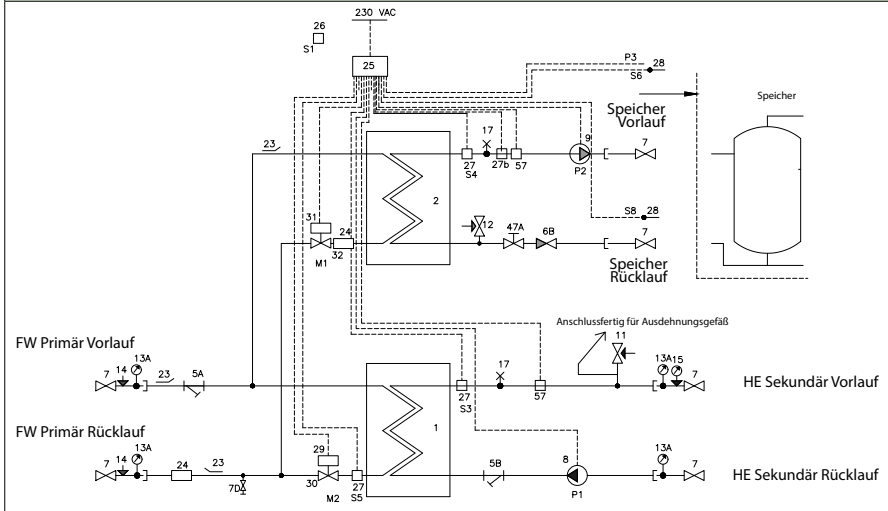 230 VAC
26
S1
25
P3
28
S6
Speicher
Vorlauf
Speicher
23
17
9
7
27
S4
27b
57
P2
2
31
24
12
47A
6B
S8
28
7
32
M1
Speicher
Rücklauf
Anschlussfertig für Ausdehnungsgefäß
11
FW Primär Vorlauf
13A
7
14
23
5A
17
13A
15
7
HE Sekundär Vorlauf
27
S3
57
1
FW Primär Rücklauf
13A
7
14
24
23
29
5B
8
13A
7
7D
30
27
M2
S5
P1
HE Sekundär Rücklauf